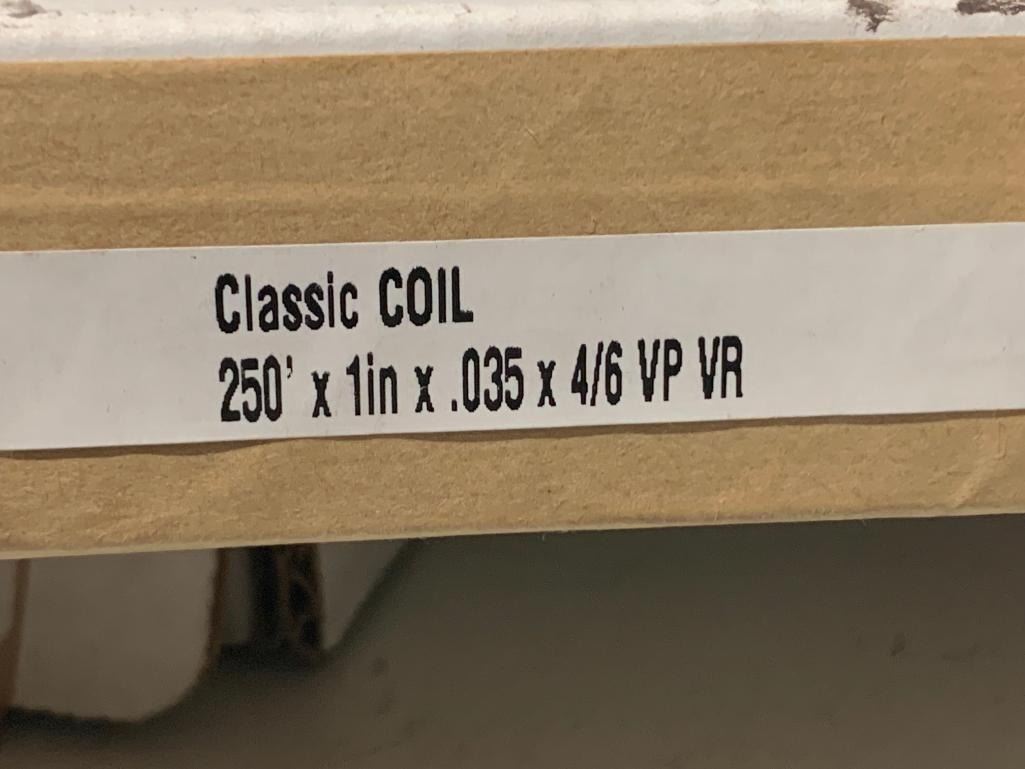 Classic COIL
250' x 1in x .035 x 4/6 VP VR